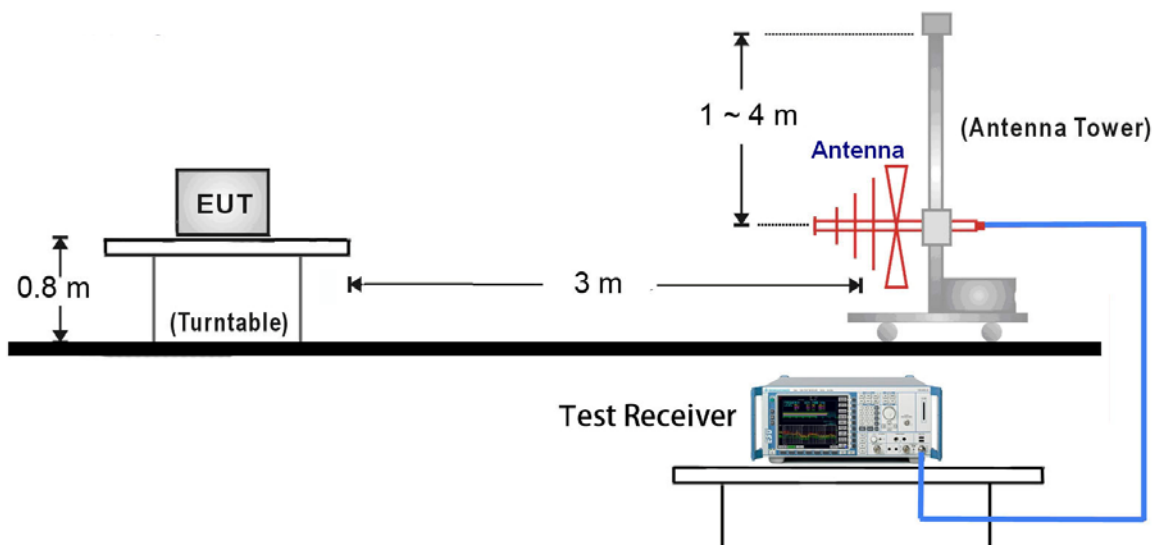 1 ~ 4 m
(Antenna Tower)
Antenna
EUT
0.8 m
3 m
(Turntable)
Test Receiver